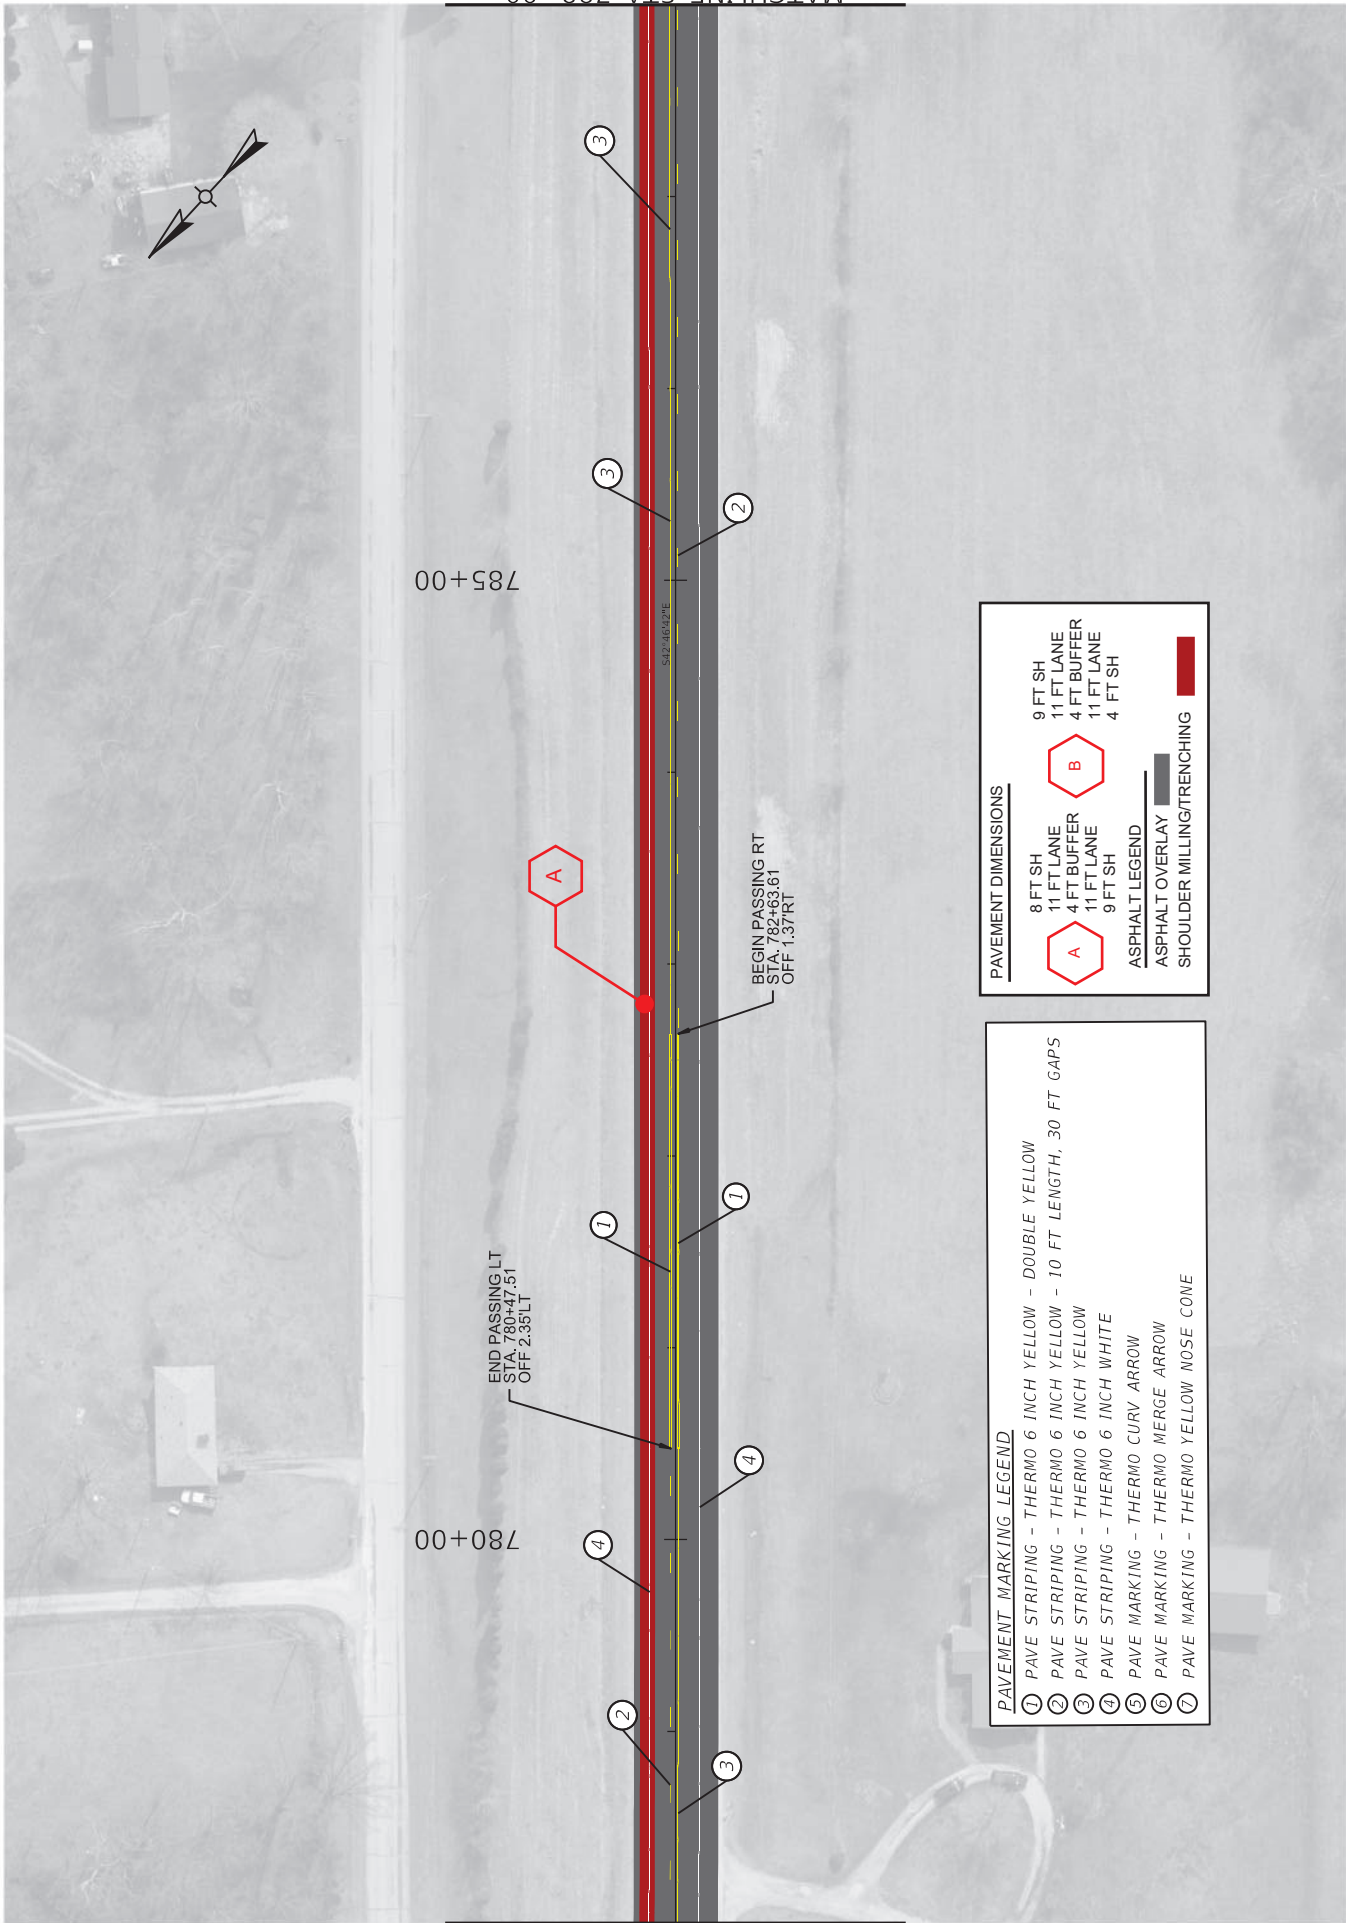 3
3
2
785+00
S42°46'42"E
A
BEGIN PASSING RT
STA. 782+63.61
OFF 1.37'RT
1
1
END PASSING LT
STA. 780+47.51
OFF 2.35'LT
4
4
780+00
2
3
PAVEMENT DIMENSIONS
A
8 FT SH
11 FT LANE
4 FT BUFFER
11 FT LANE
9 FT SH
B
9 FT SH
11 FT LANE
4 FT BUFFER
11 FT LANE
4 FT SH
ASPHALT LEGEND
ASPHALT OVERLAY
SHOULDER MILLING/TRENCHING
PAVEMENT MARKING LEGEND
1 PAVE STRIPING - THERMO 6 INCH YELLOW - DOUBLE YELLOW
2 PAVE STRIPING - THERMO 6 INCH YELLOW - 10 FT LENGTH, 30 FT GAPS
3 PAVE STRIPING - THERMO 6 INCH YELLOW
4 PAVE STRIPING - THERMO 6 INCH WHITE
5 PAVE MARKING - THERMO CURV ARROW
6 PAVE MARKING - THERMO MERGE ARROW
7 PAVE MARKING - THERMO YELLOW NOSE CONE